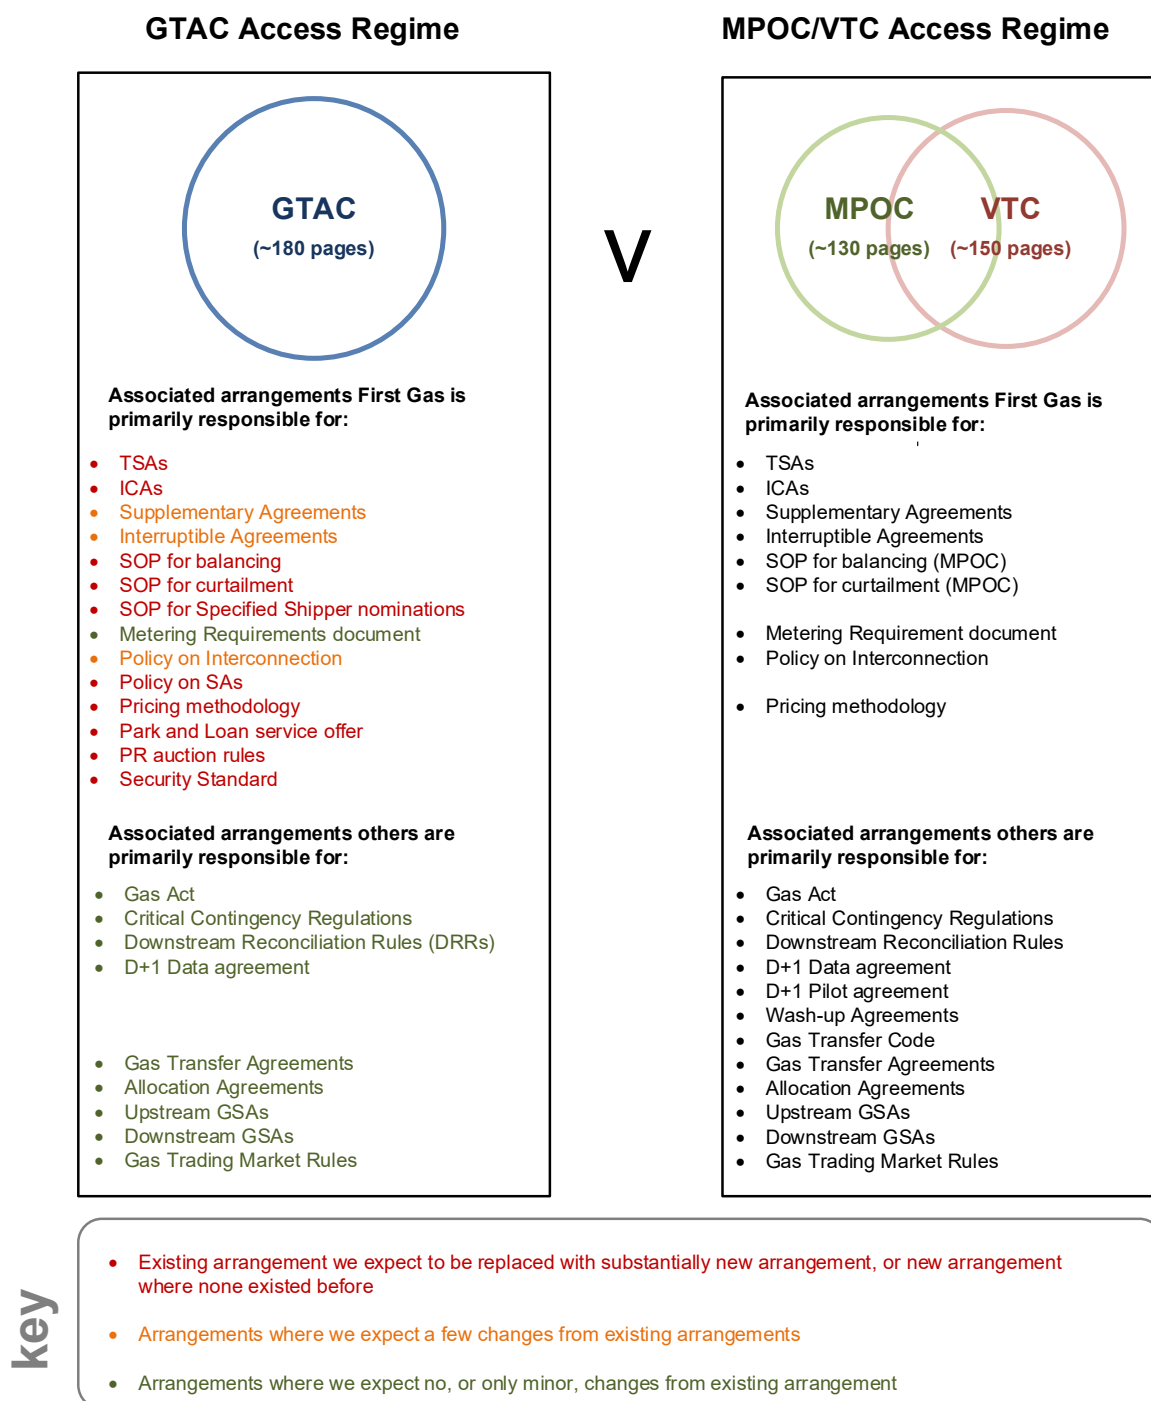 GTAC Access Regime
GTAC
(~180 pages)
Associated arrangements First Gas is
primarily responsible for:
• TSAs
• ICAs
• Supplementary Agreements
• Interruptible Agreements
• SOP for balancing
• SOP for curtailment
• SOP for Specified Shipper nominations
• Metering Requirements document
• Policy on Interconnection
• Policy on SAs
• Pricing methodology
• Park and Loan service offer
• PR auction rules
• Security Standard
Associated arrangements others are
primarily responsible for:
• Gas Act
• Critical Contingency Regulations
• Downstream Reconciliation Rules (DRRs)
• D+1 Data agreement
• Gas Transfer Agreements
• Allocation Agreements
• Upstream GSAs
• Downstream GSAs
• Gas Trading Market Rules
v
MPOC/VTC Access Regime
MPOC
(~130 pages)
VTC
(~150 pages)
Associated arrangements First Gas is
primarily responsible for:
• TSAs
• ICAs
• Supplementary Agreements
• Interruptible Agreements
• SOP for balancing (MPOC)
• SOP for curtailment (MPOC)
• Metering Requirement document
• Policy on Interconnection
• Pricing methodology
Associated arrangements others are
primarily responsible for:
• Gas Act
• Critical Contingency Regulations
• Downstream Reconciliation Rules
• D+1 Data agreement
• D+1 Pilot agreement
• Wash-up Agreements
• Gas Transfer Code
• Gas Transfer Agreements
• Allocation Agreements
• Upstream GSAs
• Downstream GSAs
• Gas Trading Market Rules
key
• Existing arrangement we expect to be replaced with substantially new arrangement, or new arrangement
where none existed before
• Arrangements where we expect a few changes from existing arrangements
• Arrangements where we expect no, or only minor, changes from existing arrangement